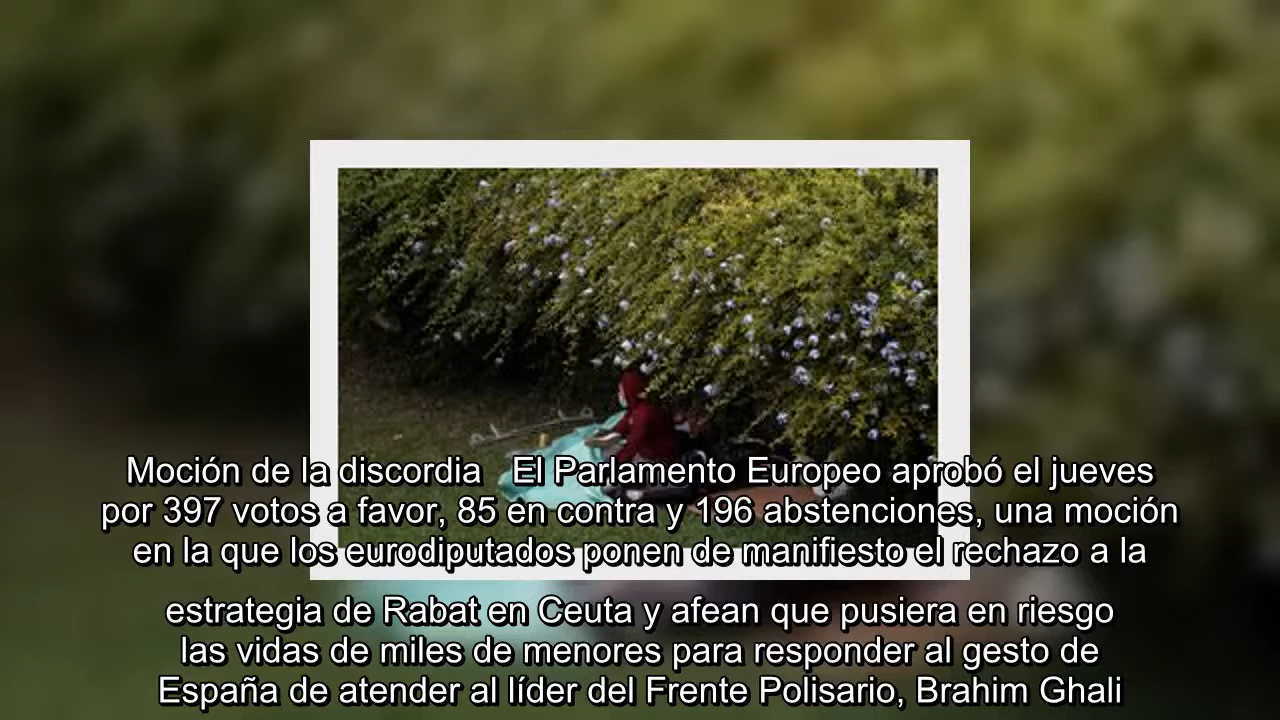 Moción de la discordia   El Parlamento Europeo aprobó el jueves
por 397 votos a favor, 85 en contra y 196 abstenciones, una moción
en la que los eurodiputados ponen de manifiesto el rechazo a la
estrategia de Rabat en Ceuta y afean que pusiera en riesgo
las vidas de miles de menores para responder al gesto de
España de atender al líder del Frente Polisario, Brahim Ghali